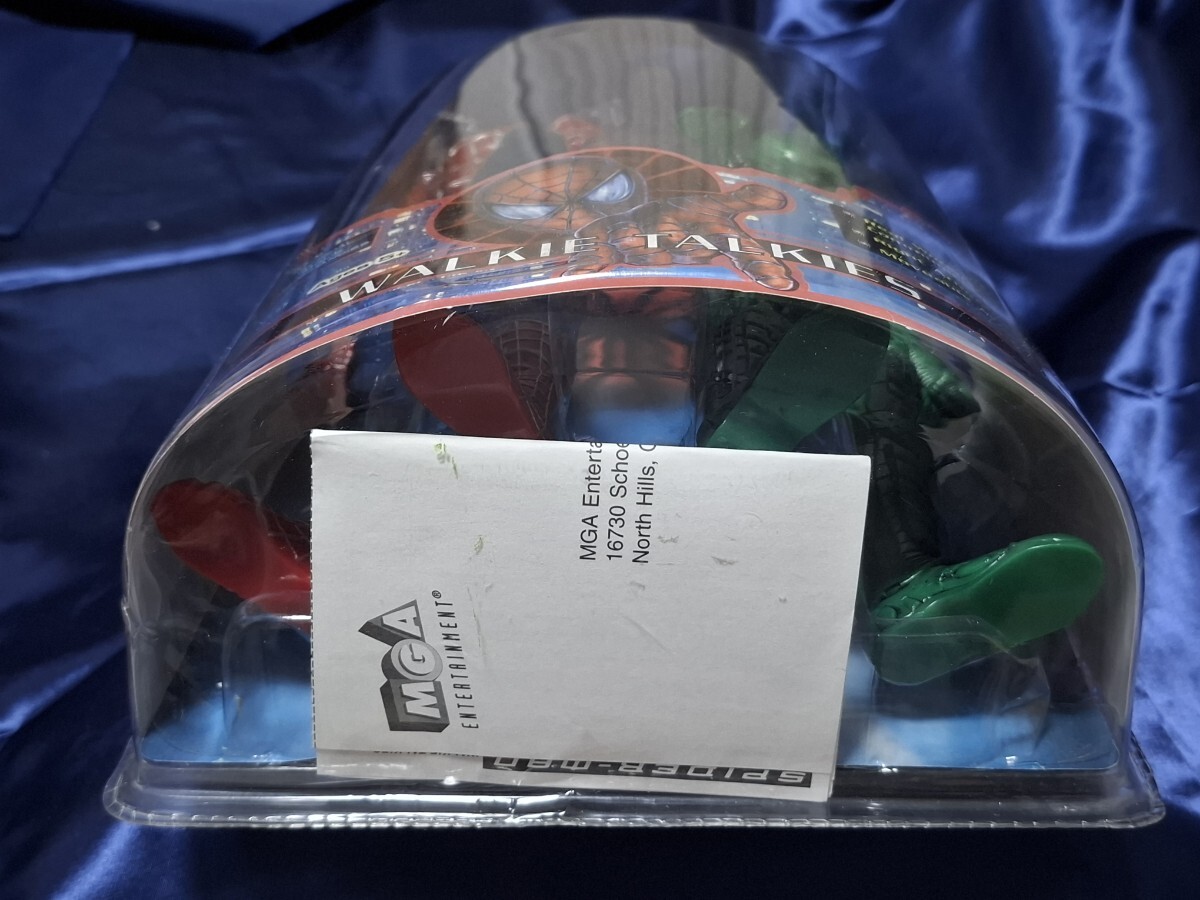 WALKIE TALKIES
MGA Enterta
16730 Schoe
North Hills, C
MGA
ENTERTAINMENT®
SPIDER-MAN